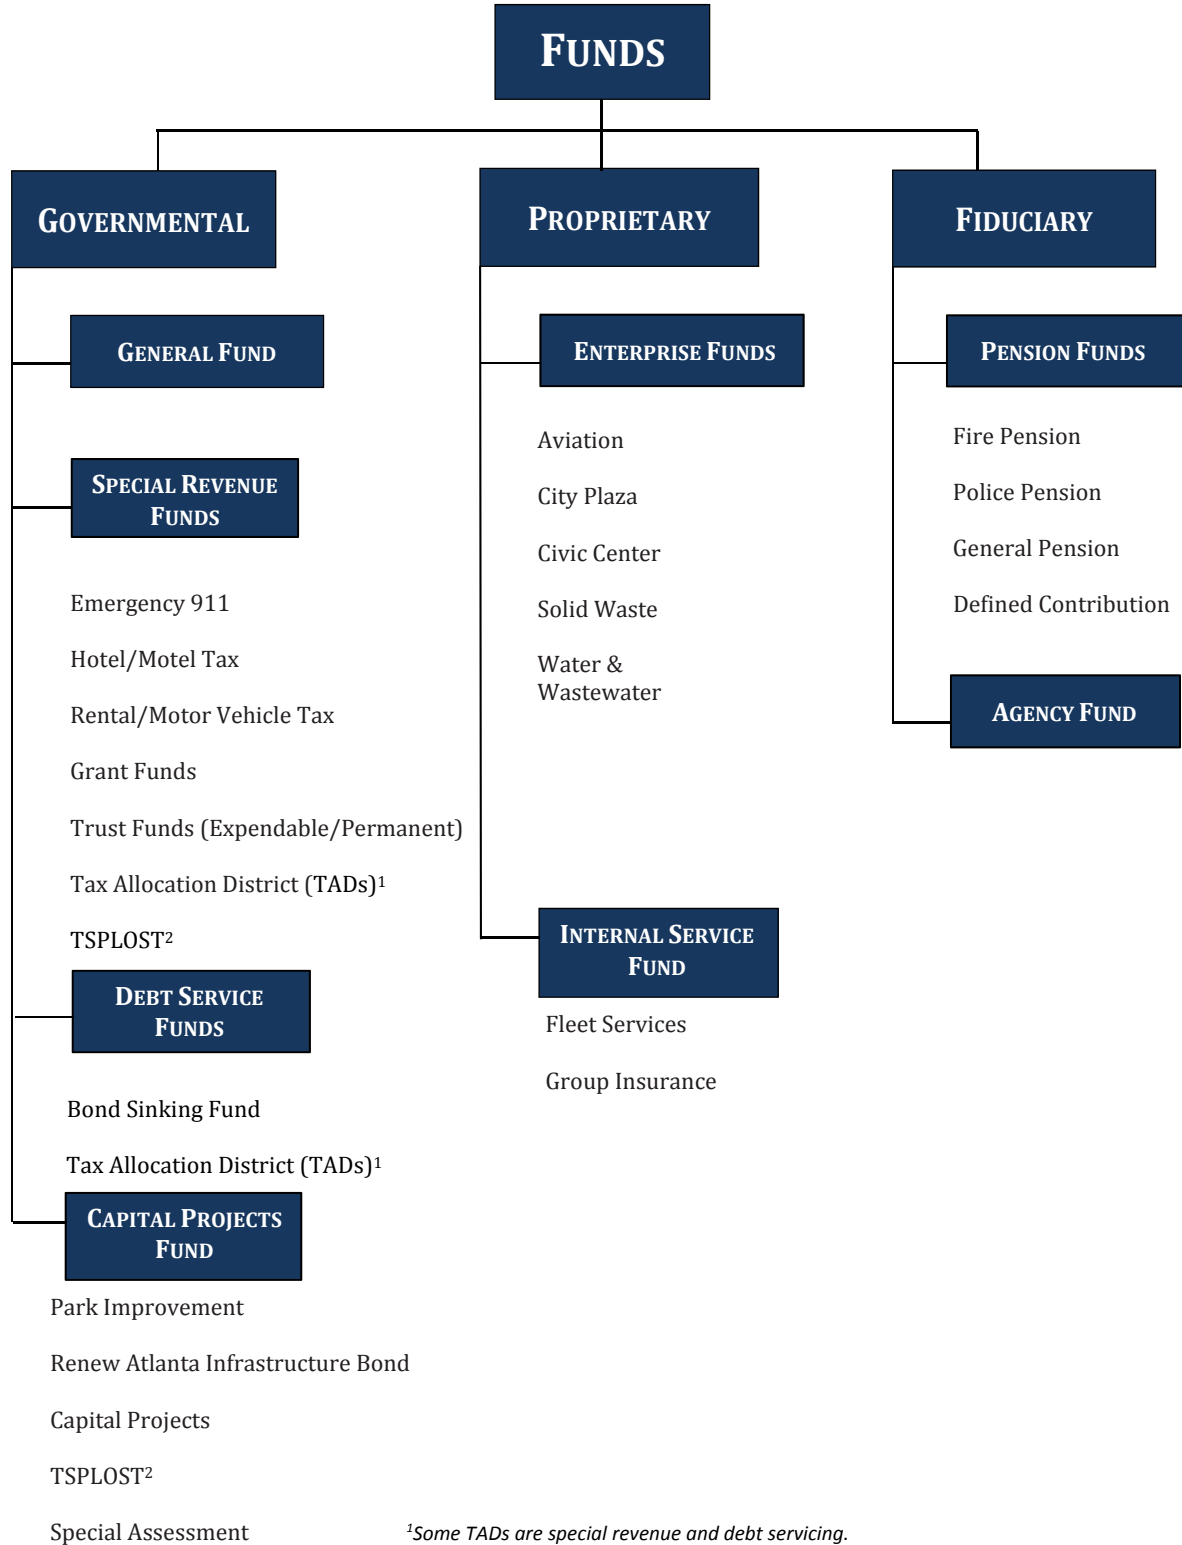 FUNDS
GOVERNMENTAL
GENERAL FUND
SPECIAL REVENUE
FUNDS
Emergency 911
Hotel/Motel Tax
Rental/Motor Vehicle Tax
Grant Funds
Trust Funds (Expendable/Permanent)
Tax Allocation District (TADs)¹
TSPLOST²
DEBT SERVICE
FUNDS
Bond Sinking Fund
Tax Allocation District (TADs)¹
CAPITAL PROJECTS
FUND
Park Improvement
Renew Atlanta Infrastructure Bond
Capital Projects
TSPLOST²
Special Assessment
PROPRIETARY
ENTERPRISE FUNDS
Aviation
City Plaza
Civic Center
Solid Waste
Water &
Wastewater
INTERNAL SERVICE
FUND
Fleet Services
Group Insurance
FIDUCIARY
PENSION FUNDS
Fire Pension
Police Pension
General Pension
Defined Contribution
AGENCY FUND
¹Some TADs are special revenue and debt servicing.